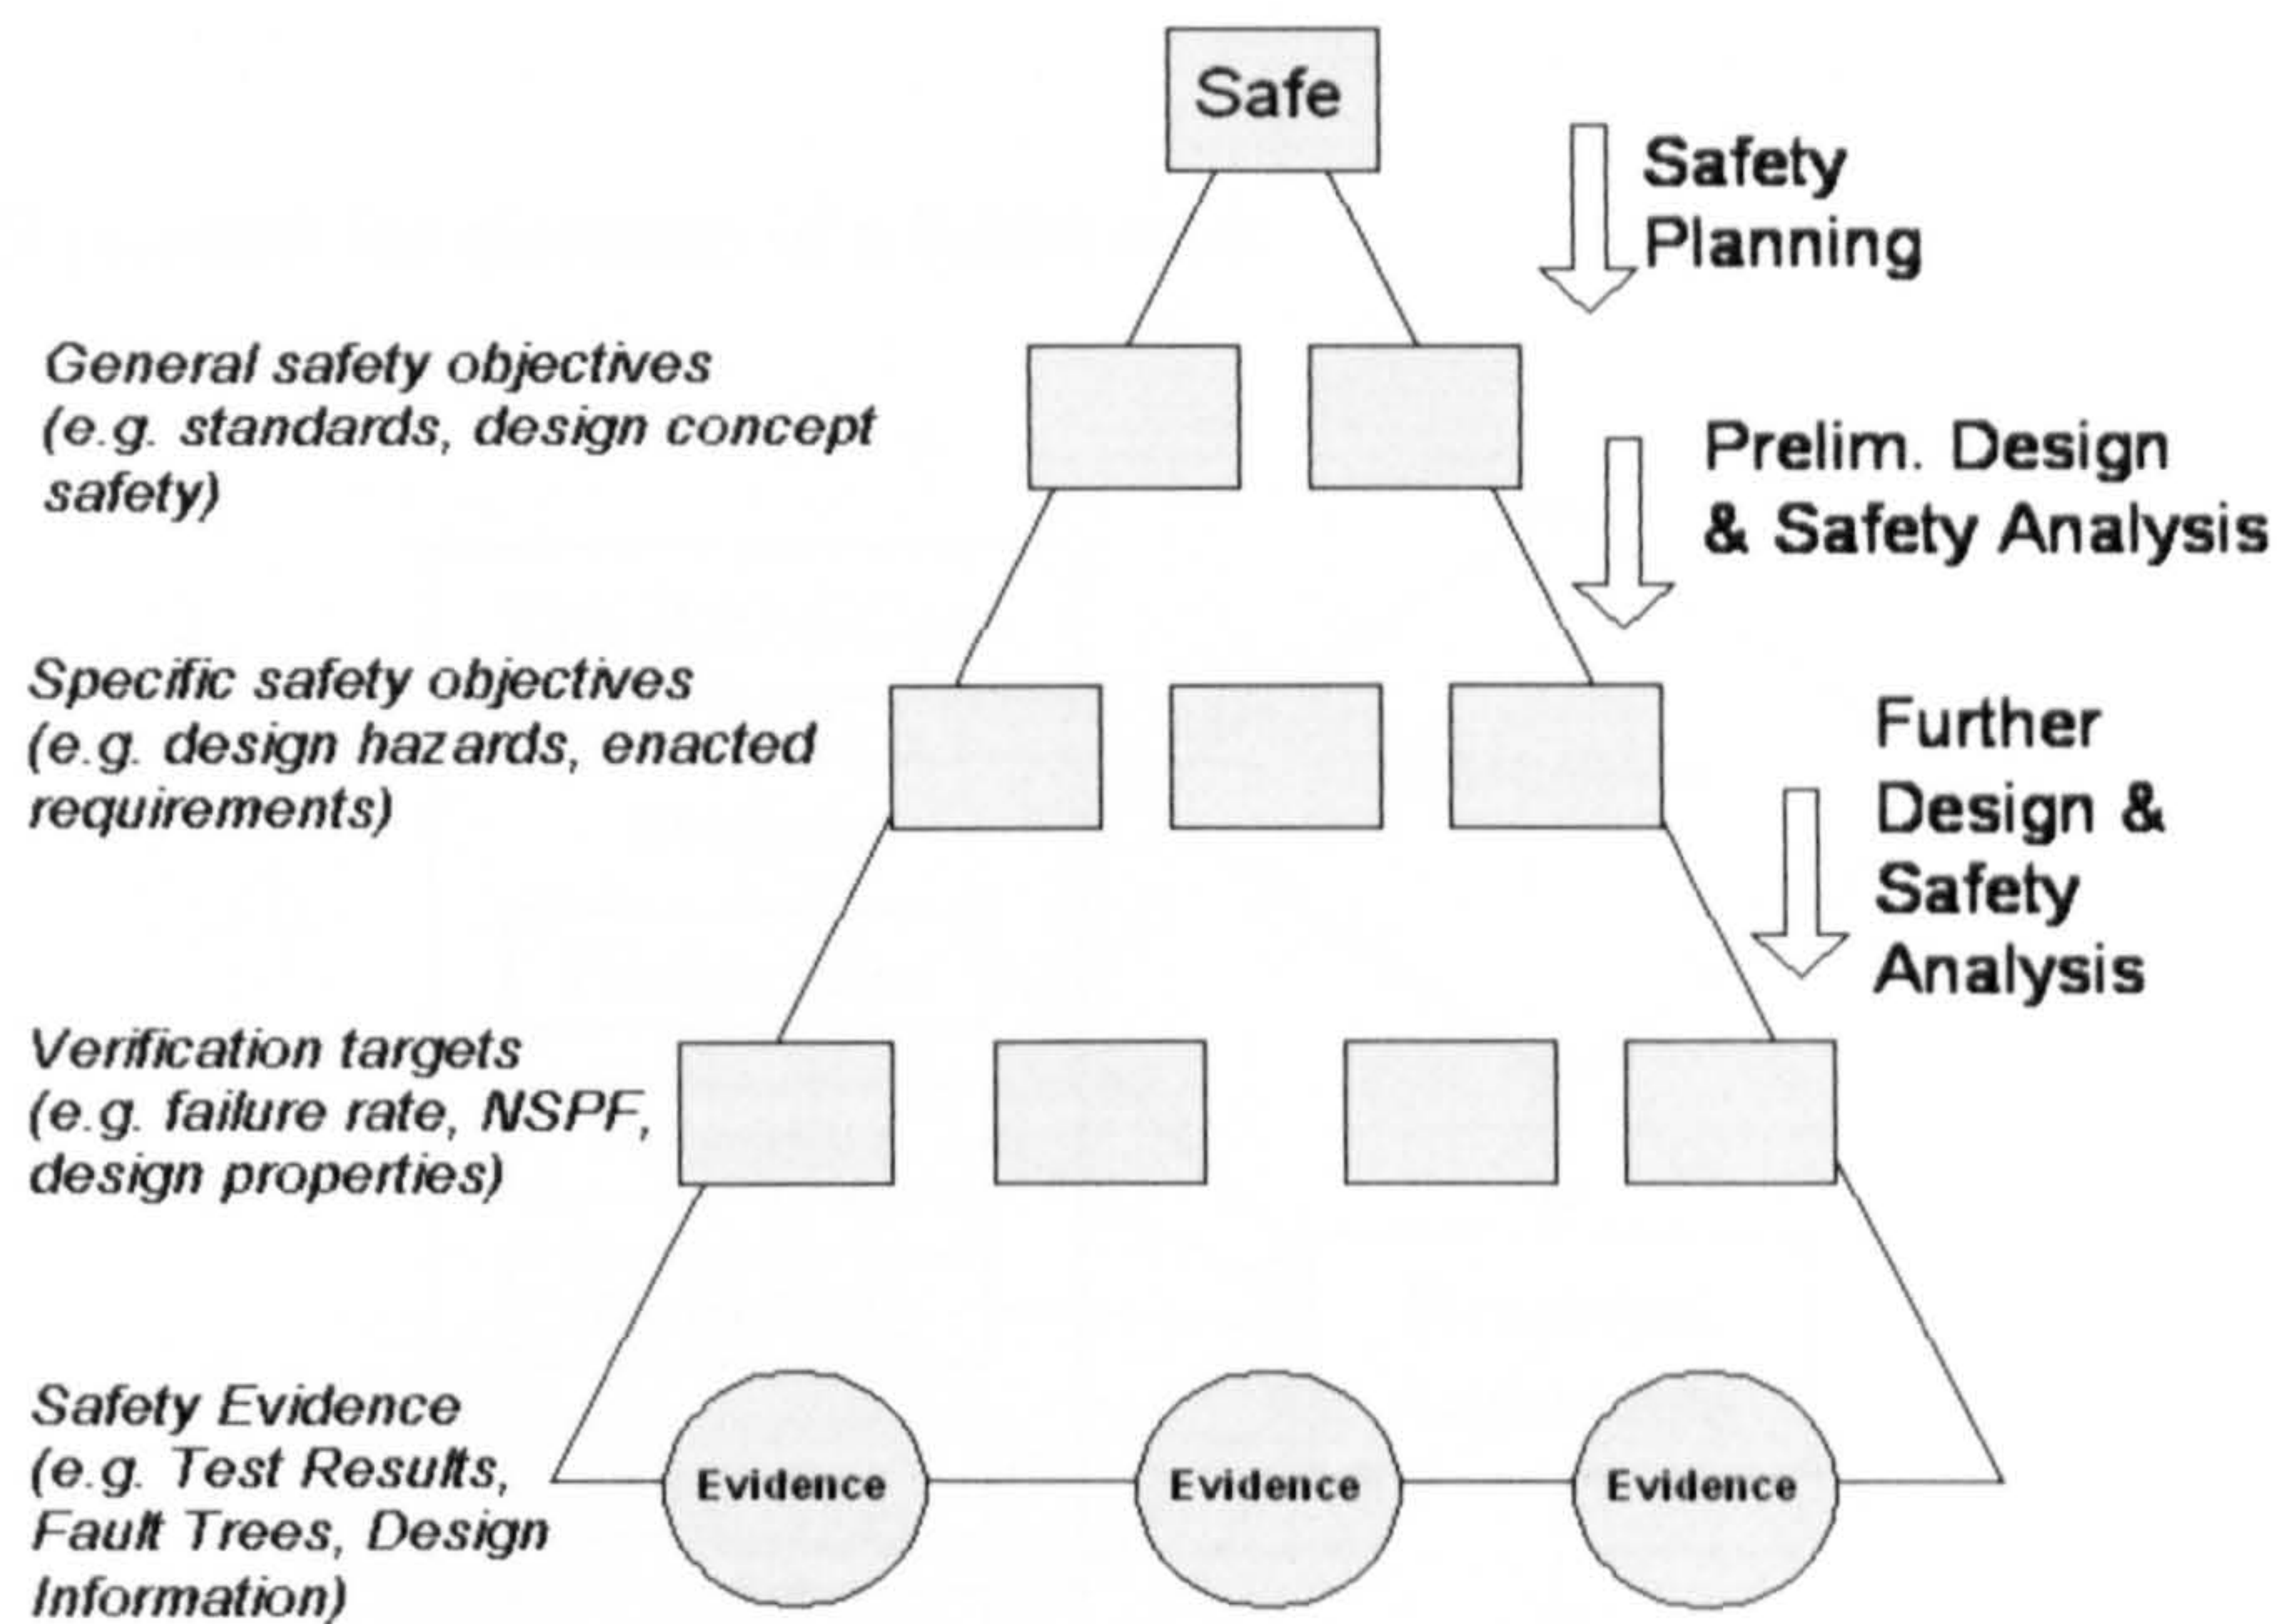 Safe
Safety
Planning
General safety objectives
(e.g. standards, design concept
safety)
Prelim. Design
& Safety Analysis
Specific safety objectives
(e.g. design hazards, enacted
requirements)
Further
Design &
Safety
Analysis
Verification targets
(e.g. failure rate, NSPF,
design properties)
Safety Evidence
(e.g. Test Results,
Fault Trees, Design
Information)
Evidence
Evidence
Evidence